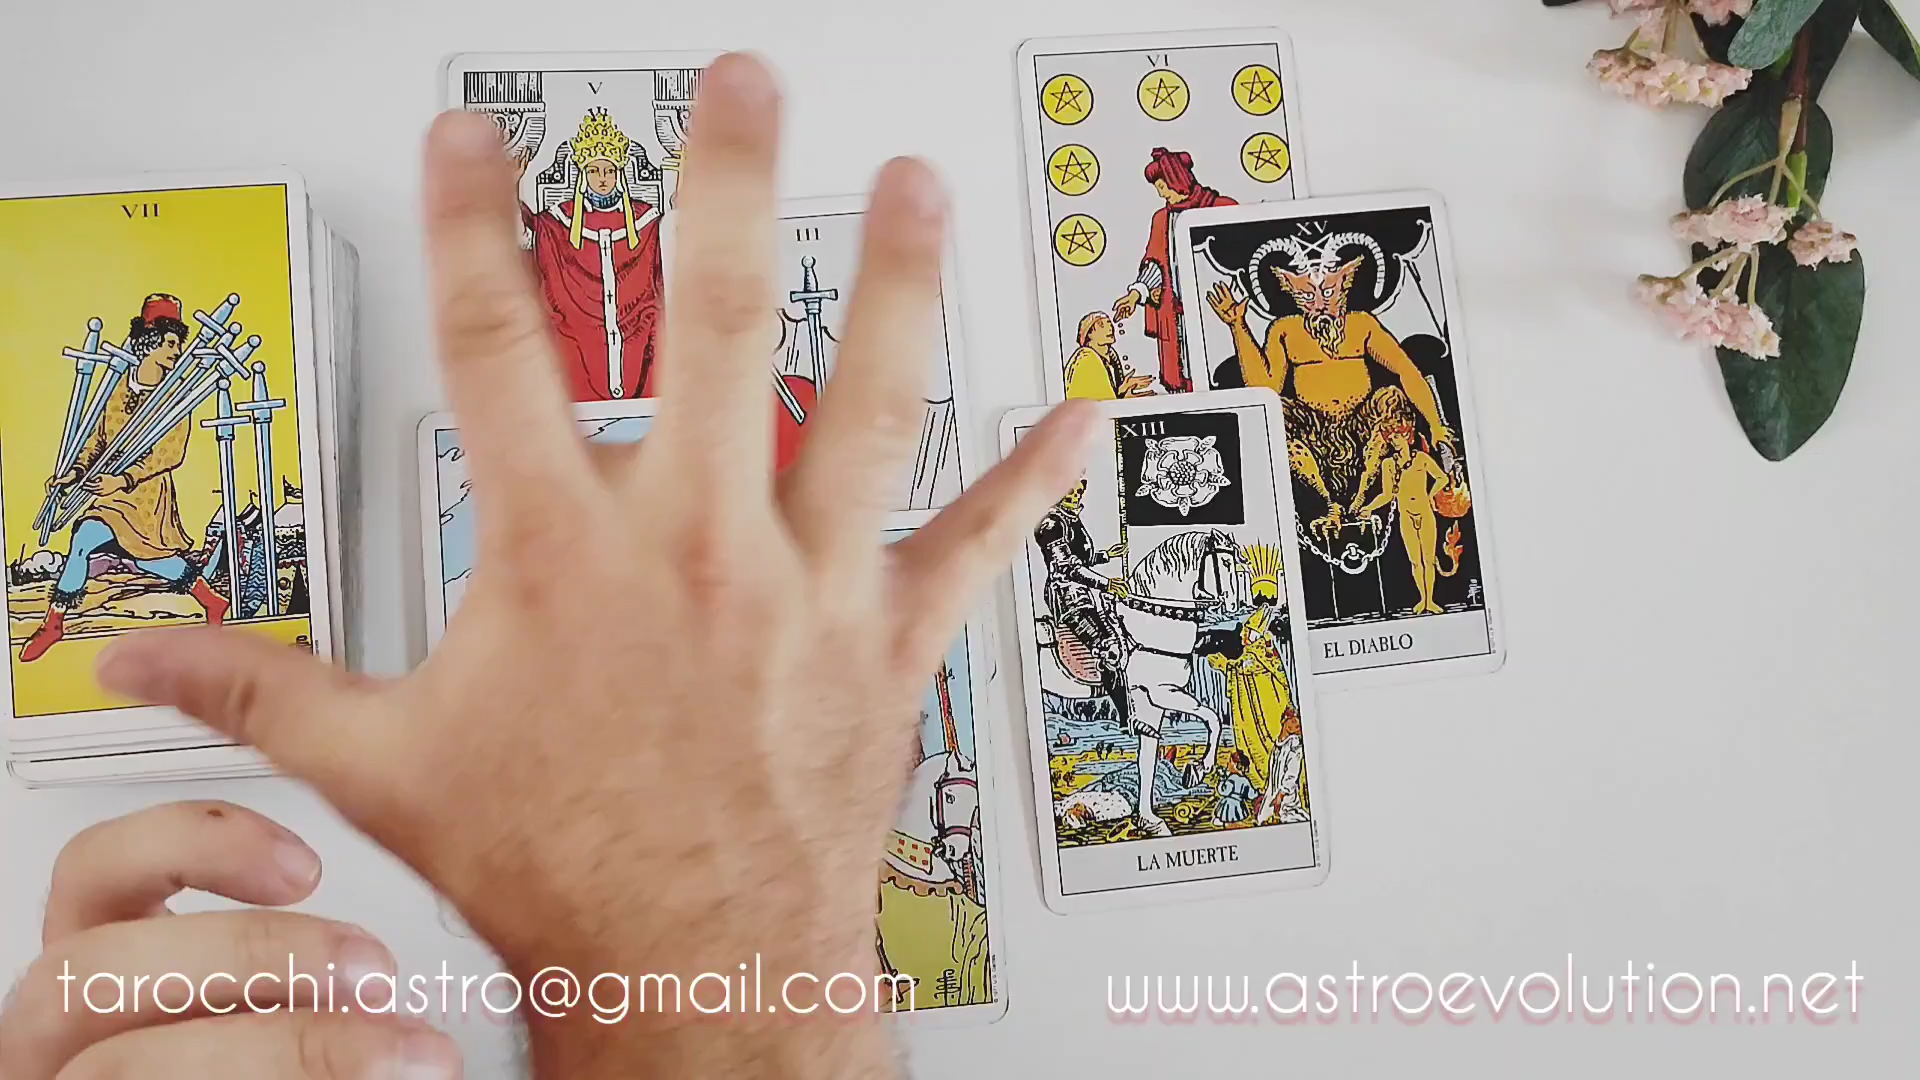 VII
V
III
VI
XV
EL DIABLO
XIII
LA MUERTE
tarocchi.astro@gmail.com
www.astroevolution.net